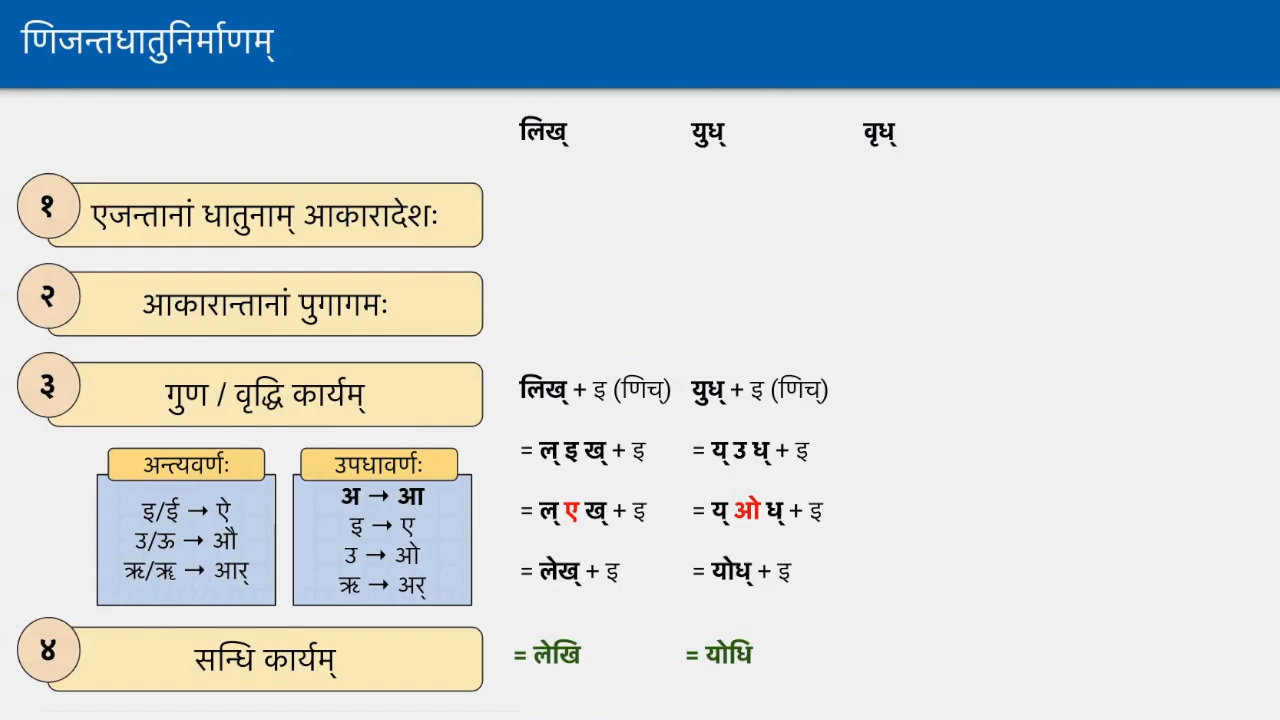 णिजन्तधातुनिर्माणम्
लिख् युध् वृध्
१ एजन्तानां धातुनाम् आकारादेशः
२ आकारान्तानां पुगागमः
३ गुण / वृद्धि कार्यम्
लिख् + इ (णिच्) युध् + इ (णिच्)
= ल् इ ख् + इ = य् उ ध् + इ
= ल् ए ख् + इ = य् ओ ध् + इ
= लेख् + इ = योध् + इ
अन्त्यवर्णः
इ/ई → ऐ
उ/ऊ → औ
ऋ/ॠ → आर्
उपधावर्णः
अ → आ
इ → ए
उ → ओ
ऋ → अर्
४ सन्धि कार्यम्
= लेखि = योधि